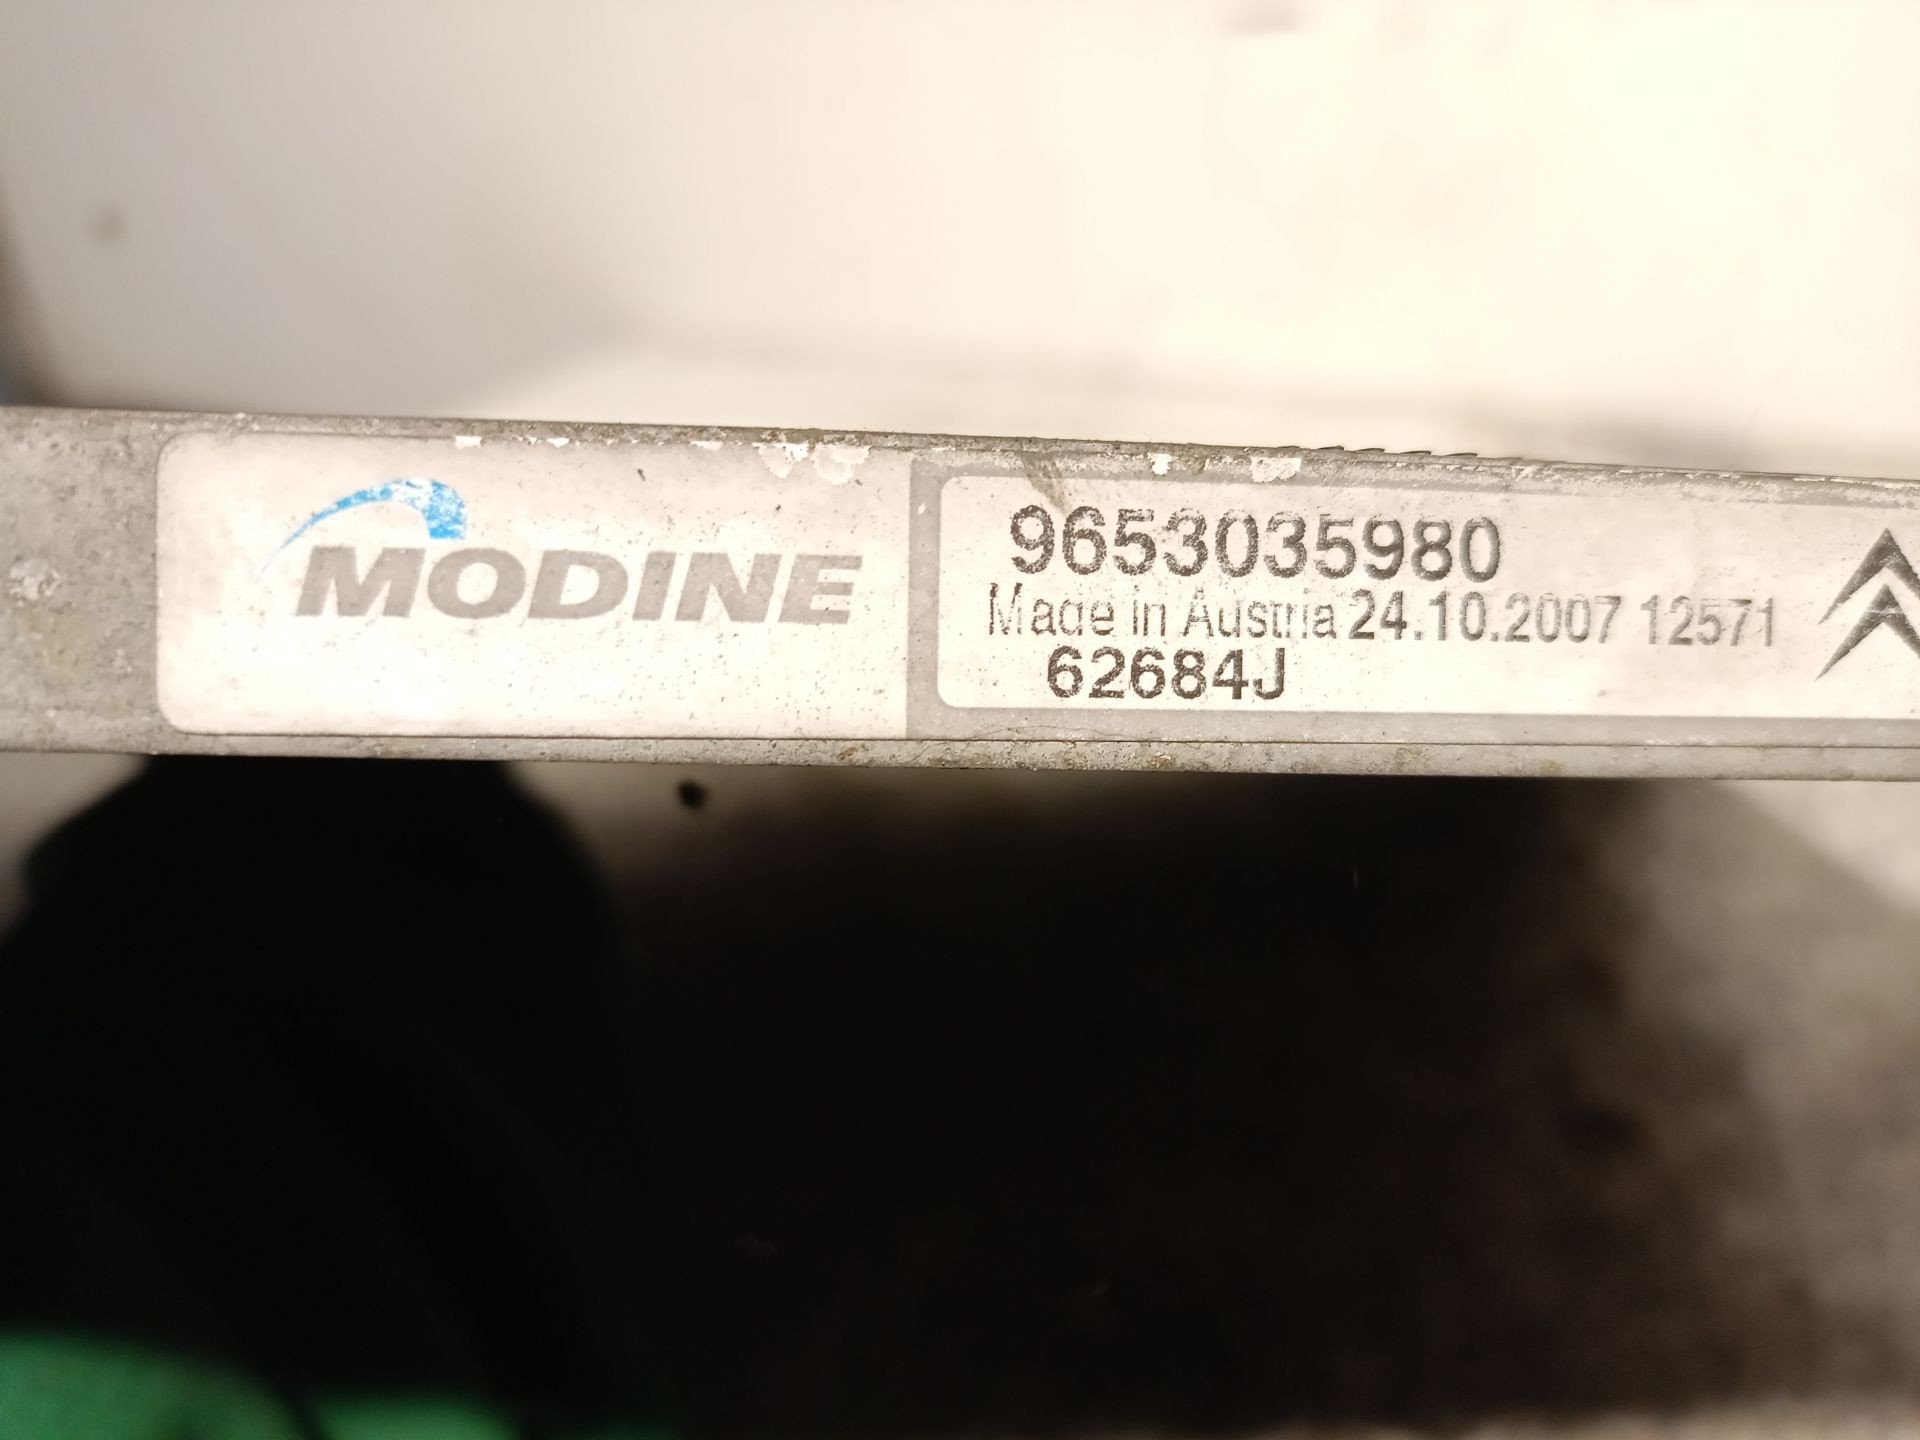 MODINE
9653035980
Made in Austria 24.10.2007 12571
62684J